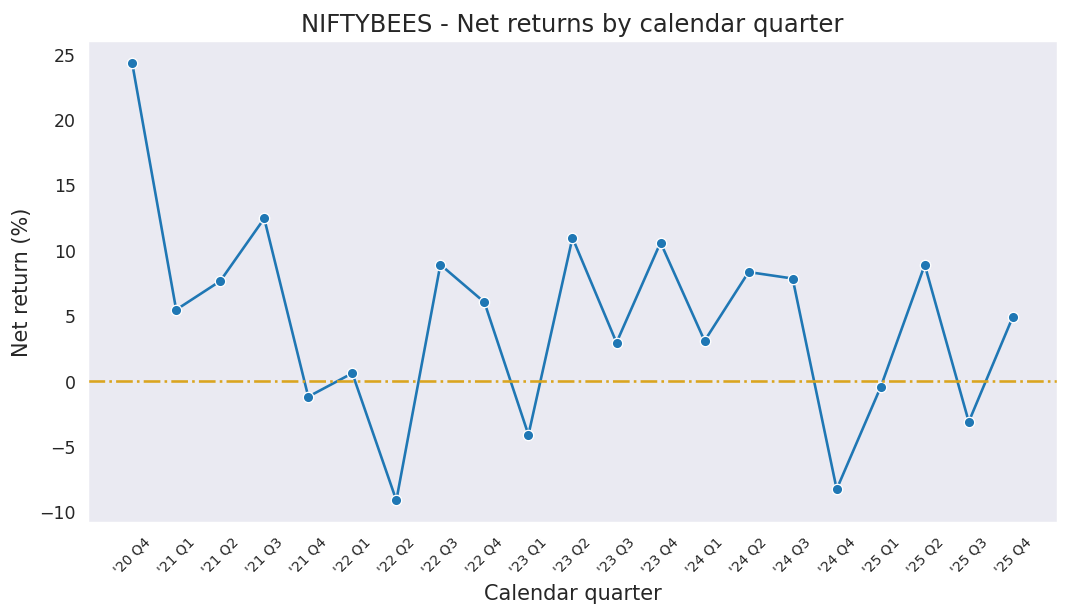 NIFTYBEES - Net returns by calendar quarter
Net return (%)
25
20
15
10
5
0
−5
−10
'20 Q4
'21 Q1
'21 Q2
'21 Q3
'21 Q4
'22 Q1
'22 Q2
'22 Q3
'22 Q4
'23 Q1
'23 Q2
'23 Q3
'23 Q4
'24 Q1
'24 Q2
'24 Q3
'24 Q4
'25 Q1
'25 Q2
'25 Q3
'25 Q4
Calendar quarter